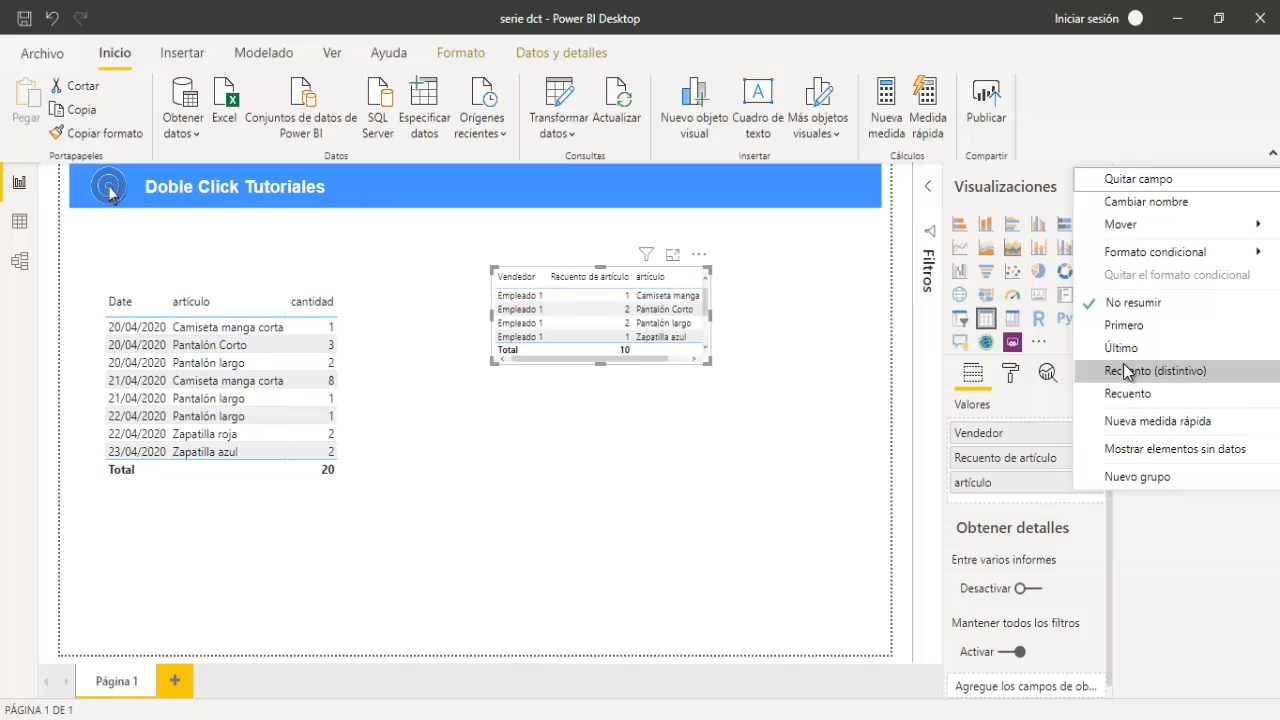 serie dct - Power BI Desktop
Iniciar sesión
Archivo Inicio Insertar Modelado Ver Ayuda Formato Datos y detalles
Pegar
Cortar
Copia
Copiar formato
Portapapeles
Obtener datos
Excel
Conjuntos de datos de Power BI
SQL Server
Especificar datos
Orígenes recientes
Datos
Transformar datos
Actualizar
Consultas
Nuevo objeto visual
Cuadro de texto
Más objetos visuales
Insertar
Nueva medida
Medida rápida
Cálculos
Publicar
Compartir
Doble Click Tutoriales
Date artículo cantidad
20/04/2020 Camiseta manga corta 1
20/04/2020 Pantalón Corto 3
20/04/2020 Pantalón largo 2
21/04/2020 Camiseta manga corta 8
21/04/2020 Pantalón largo 1
22/04/2020 Pantalón largo 1
22/04/2020 Zapatilla roja 2
23/04/2020 Zapatilla azul 2
Total 20
Vendedor Recuento de artículo artículo
Empleado 1 1 Camiseta manga
Empleado 1 2 Pantalón Corto
Empleado 1 2 Pantalón largo
Empleado 1 1 Zapatilla azul
Total 10
Filtros
Visualizaciones
R Py
Valores
Vendedor
Recuento de artículo
artículo
Obtener detalles
Entre varios informes
Desactivar
Mantener todos los filtros
Activar
Agregue los campos de ob...
Quitar campo
Cambiar nombre
Mover
Formato condicional
Quitar el formato condicional
No resumir
Primero
Último
Recuento (distintivo)
Recuento
Nueva medida rápida
Mostrar elementos sin datos
Nuevo grupo
Página 1
PÁGINA 1 DE 1